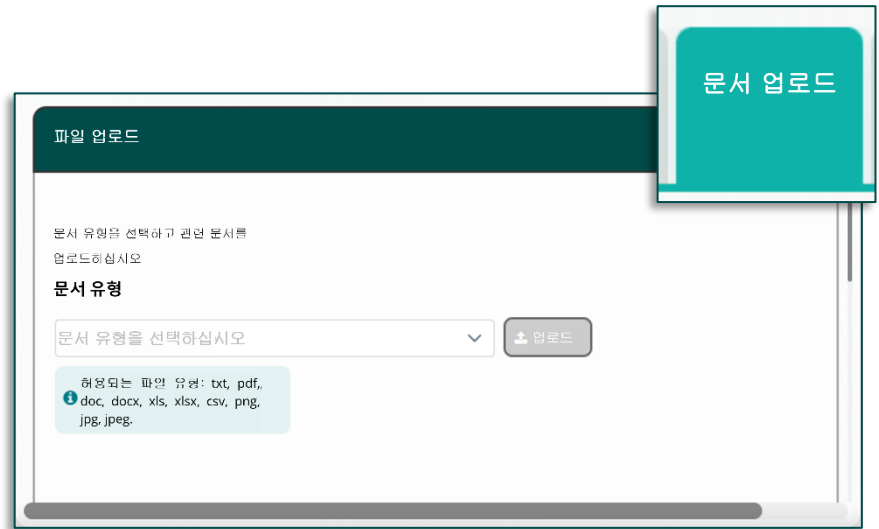 문서 업로드
파일 업로드
문서 유형을 선택하고 관련 문서를
업로드하십시오
문서 유형
문서 유형을 선택하십시오
업로드
허용되는 파일 유형: txt, pdf,,
doc, docx, xls, xlsx, csv, png,
jpg, jpeg.